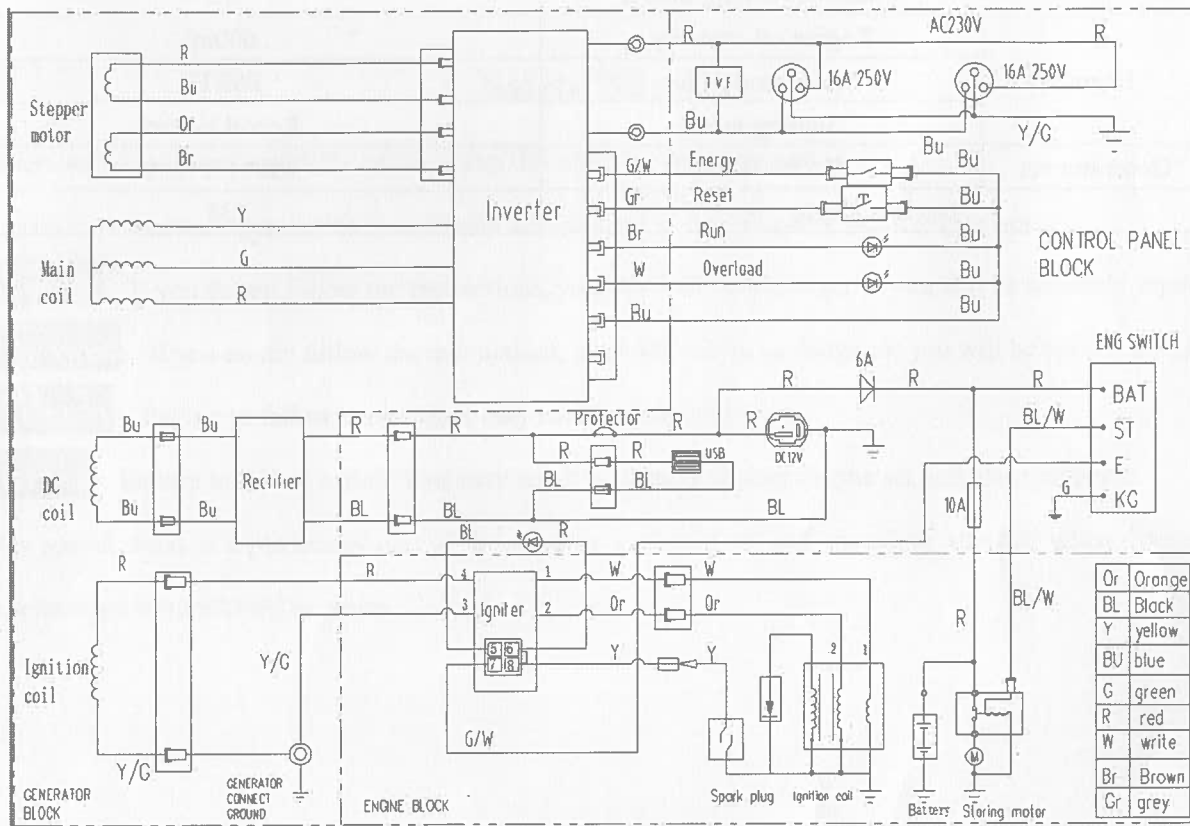 AC230V
R
R
R
Stepper
motor
Bu
Or
Br
16A 250V
16A 250V
Bu
Y/G
G/W
Energy
Bu
Bu
Gr
Reset
Bu
Inverter
Br
Run
Bu
W
Overload
Bu
Bu
Bu
CONTROL PANEL
BLOCK
Main
coil
Y
G
R
ENG SWITCH
6A
R
R
R
BAT
BL/W
ST
E
KG
G
10A
DC
coil
Bu
Bu
Bu
Bu
Rectifier
R
R
BL
BL
Protector
R
R
R
USB
R
DC12V
BL
BL
BL
BL
R
Ignition
coil
R
R
4
3
1
2
Igniter
5 6
7 8
W
W
Or
Or
Y
Y
G/W
Y/G
Y/G
2
1
R
BL/W
Or Orange
BL Black
Y yellow
BU blue
G green
R red
W write
Br Brown
Gr grey
M
GENERATOR
BLOCK
GENERATOR
CONNECT
GROUND
ENGINE BLOCK
Spark plug
Ignition coil
Battery
Storing motor